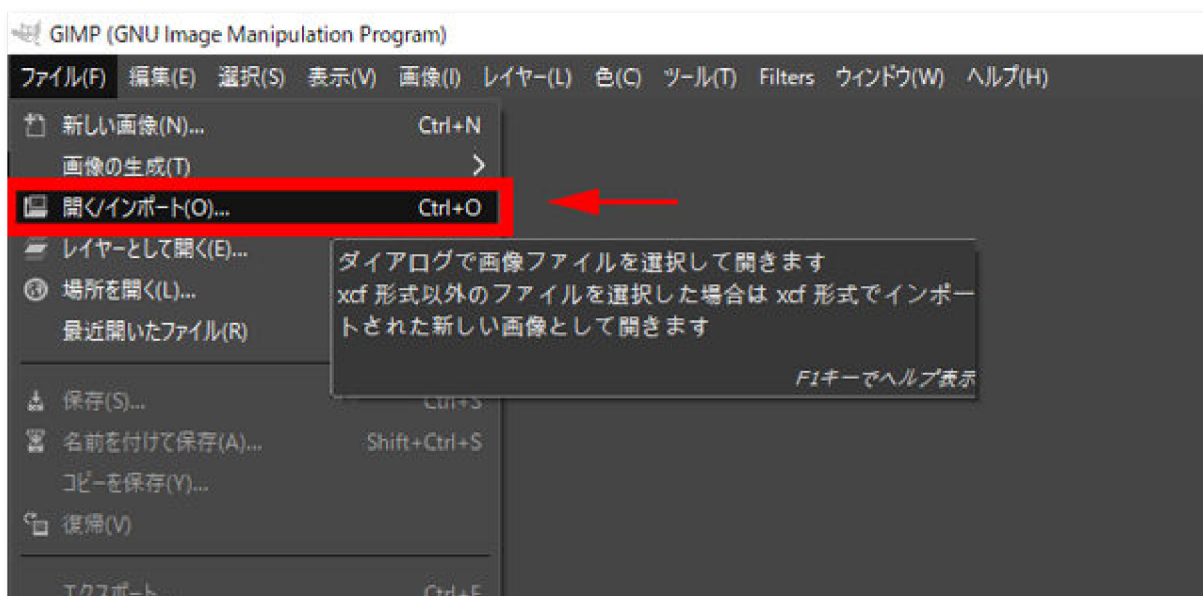 GIMP (GNU Image Manipulation Program)
ファイル(F) 編集(E) 選択(S) 表示(V) 画像(I) レイヤー(L) 色(C) ツール(T) Filters ウィンドウ(W) ヘルプ(H)
新しい画像(N)... Ctrl+N
画像の生成(T)
開く/インポート(O)... Ctrl+O
レイヤーとして開く(E)...
場所を開く(L)...
最近開いたファイル(R)
ダイアログで画像ファイルを選択して開きます
xcf 形式以外のファイルを選択した場合は xcf 形式でインポー
トされた新しい画像として開きます
F1キーでヘルプ表示
保存(S)... Ctrl+S
名前を付けて保存(A)... Shift+Ctrl+S
コピーを保存(Y)...
復帰(V)
エクスポート... Ctrl+E